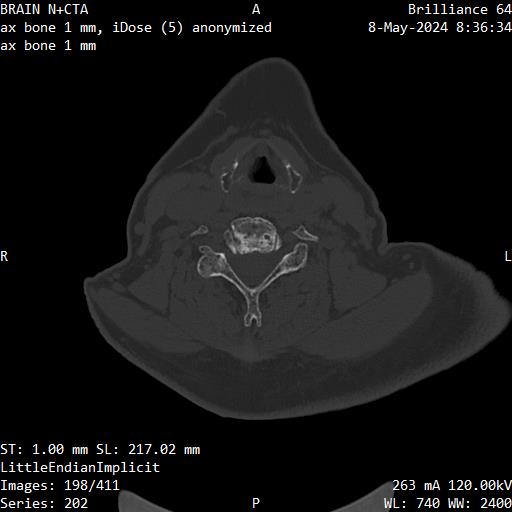 BRAIN N+CTA A Brilliance 64
ax bone 1 mm, iDose (5) anonymized 8-May-2024 8:36:34
ax bone 1 mm
R L
ST: 1.00 mm SL: 217.02 mm
LittleEndianImplicit
Images: 198/411 263 mA 120.00kV
Series: 202 P WL: 740 WW: 2400